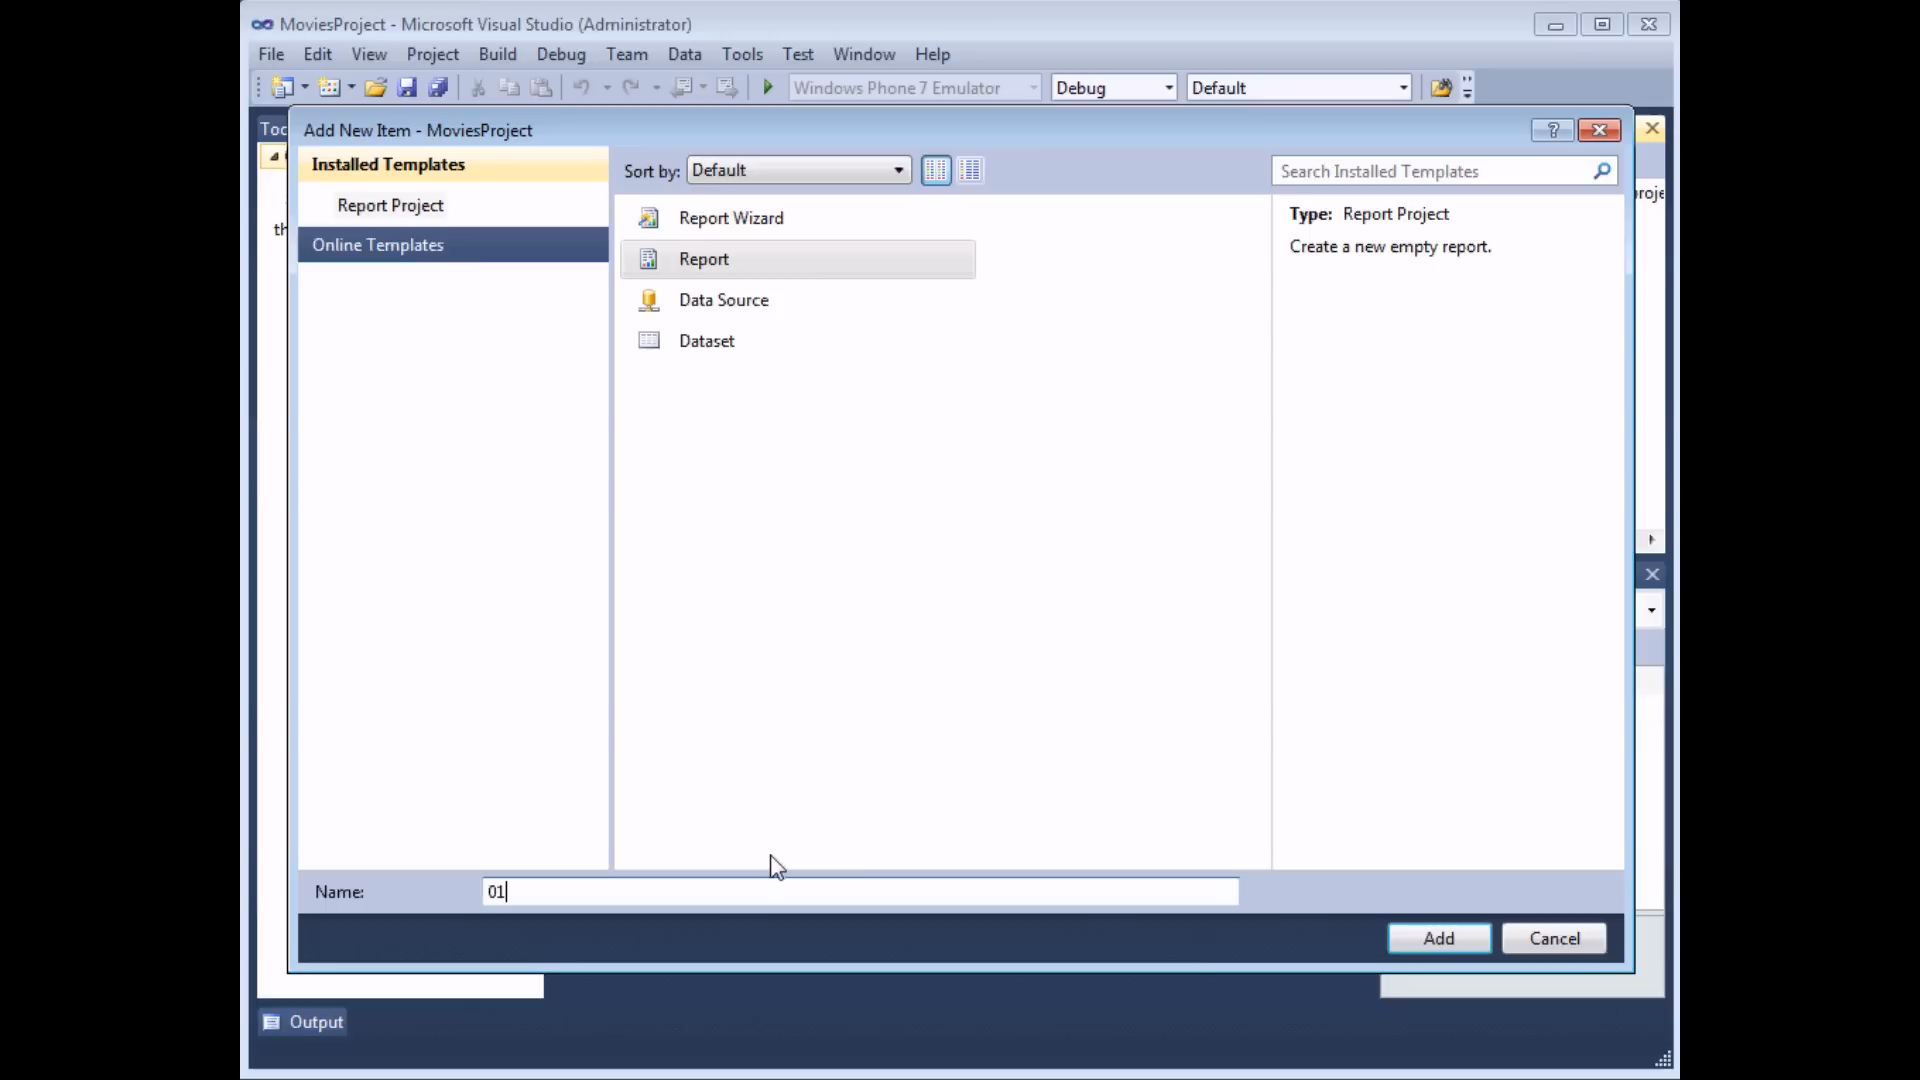 MoviesProject - Microsoft Visual Studio (Administrator)
File Edit View Project Build Debug Team Data Tools Test Window Help
Windows Phone 7 Emulator Debug Default
Add New Item - MoviesProject
Installed Templates
Report Project
Online Templates
Sort by: Default
Search Installed Templates
Report Wizard
Report
Data Source
Dataset
Type: Report Project
Create a new empty report.
Name: 01
Add Cancel
Output